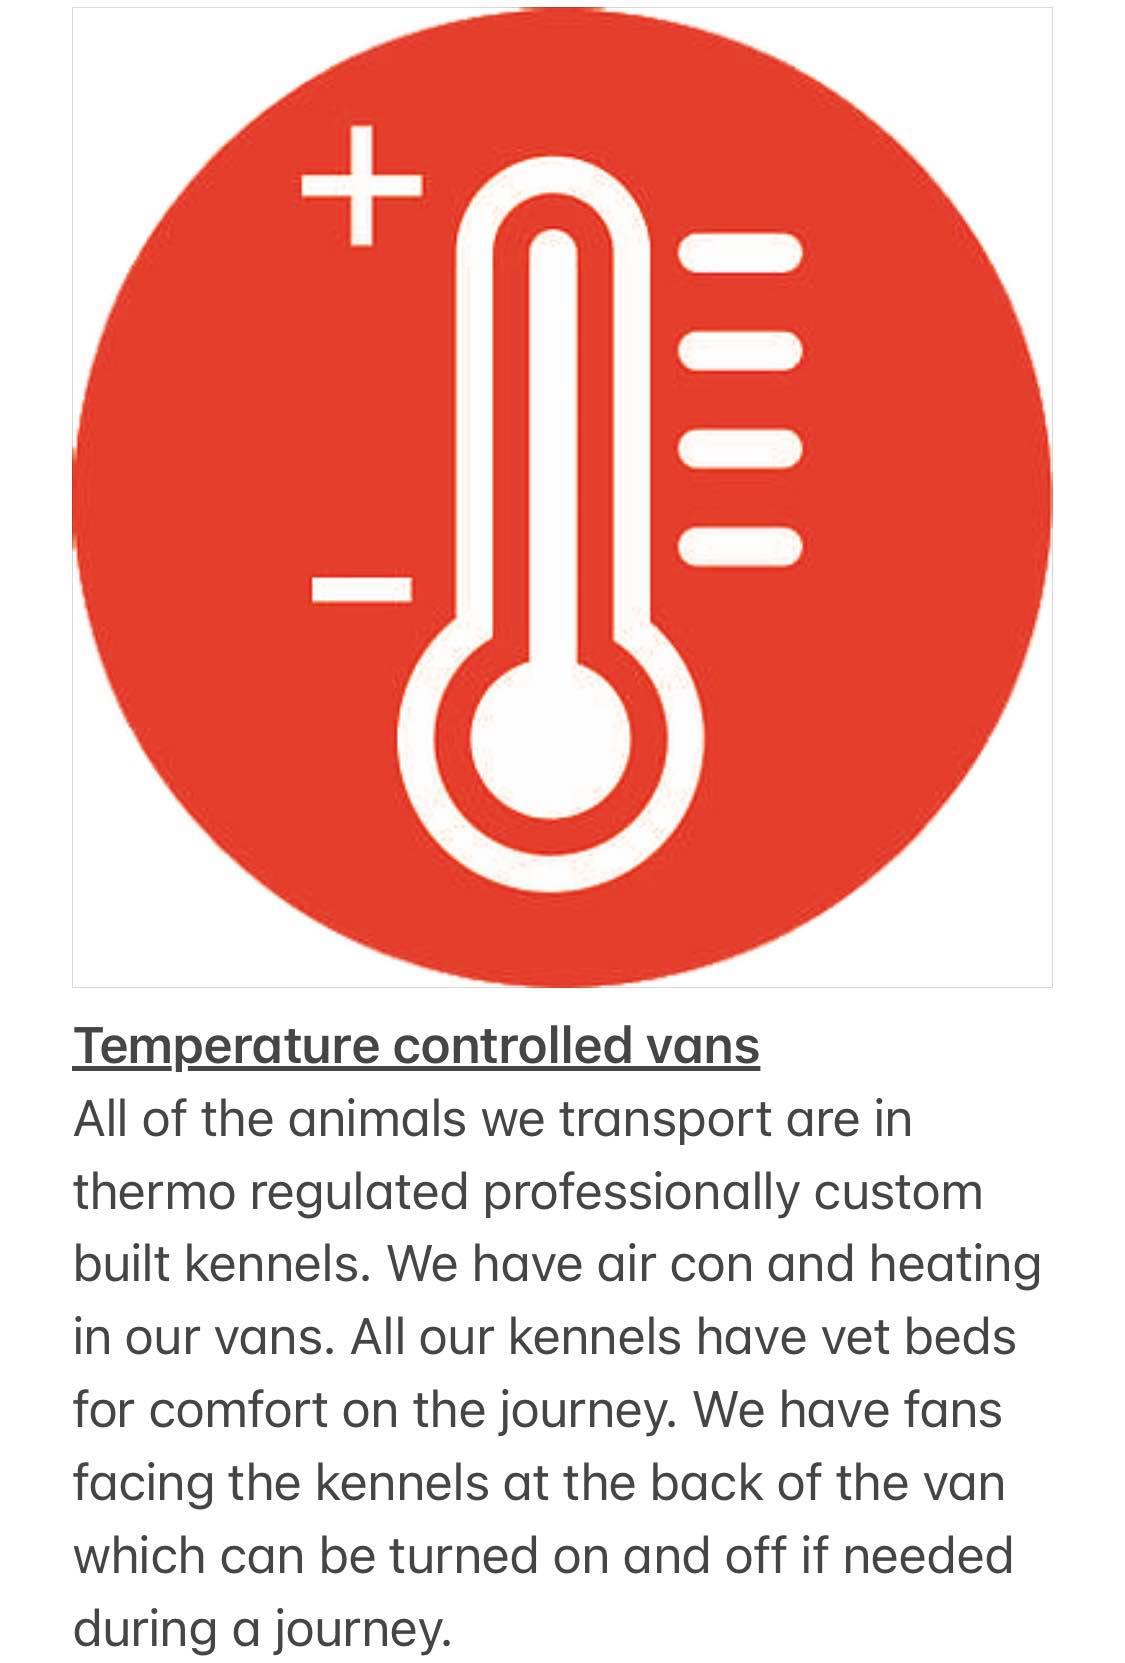 Temperature controlled vans
All of the animals we transport are in
thermo regulated professionally custom
built kennels. We have air con and heating
in our vans. All our kennels have vet beds
for comfort on the journey. We have fans
facing the kennels at the back of the van
which can be turned on and off if needed
during a journey.